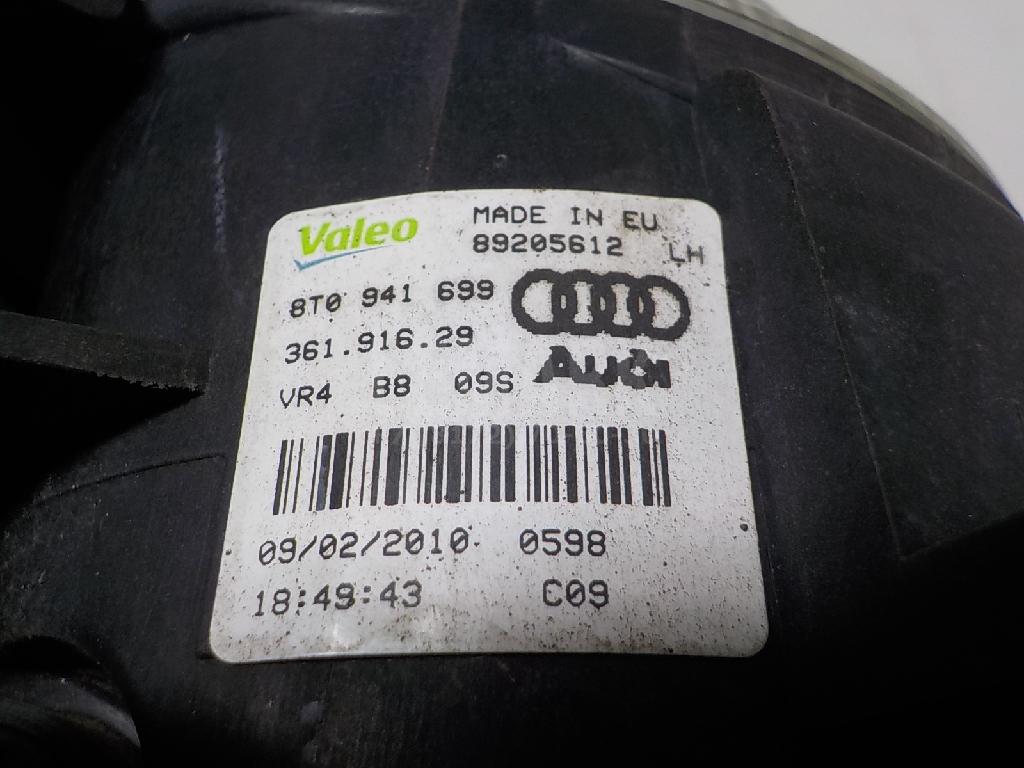 Valeo MADE IN EU
89205612 LH
8T0 941 699
361.916.29
Audi
VR4 B8 09S
09/02/2010 0598
18:49:43 C09